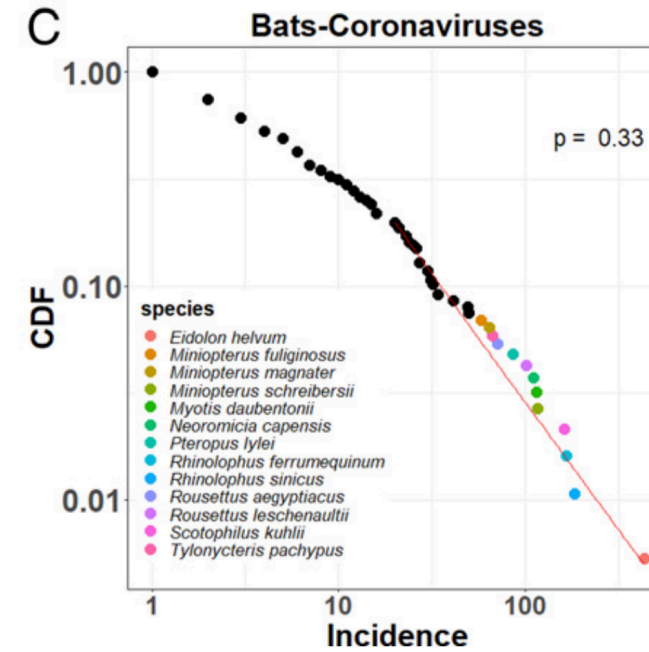 C
Bats-Coronaviruses
1.00
p = 0.33
0.10
CDF
species
Eidolon helvum
Miniopterus fuliginosus
Miniopterus magnater
Miniopterus schreibersii
Myotis daubentonii
Neoromicia capensis
Pteropus lylei
Rhinolophus ferrumequinum
Rhinolophus sinicus
Rousettus aegyptiacus
Rousettus leschenaultii
Scotophilus kuhlii
Tylonycteris pachypus
0.01
1 10 100
Incidence